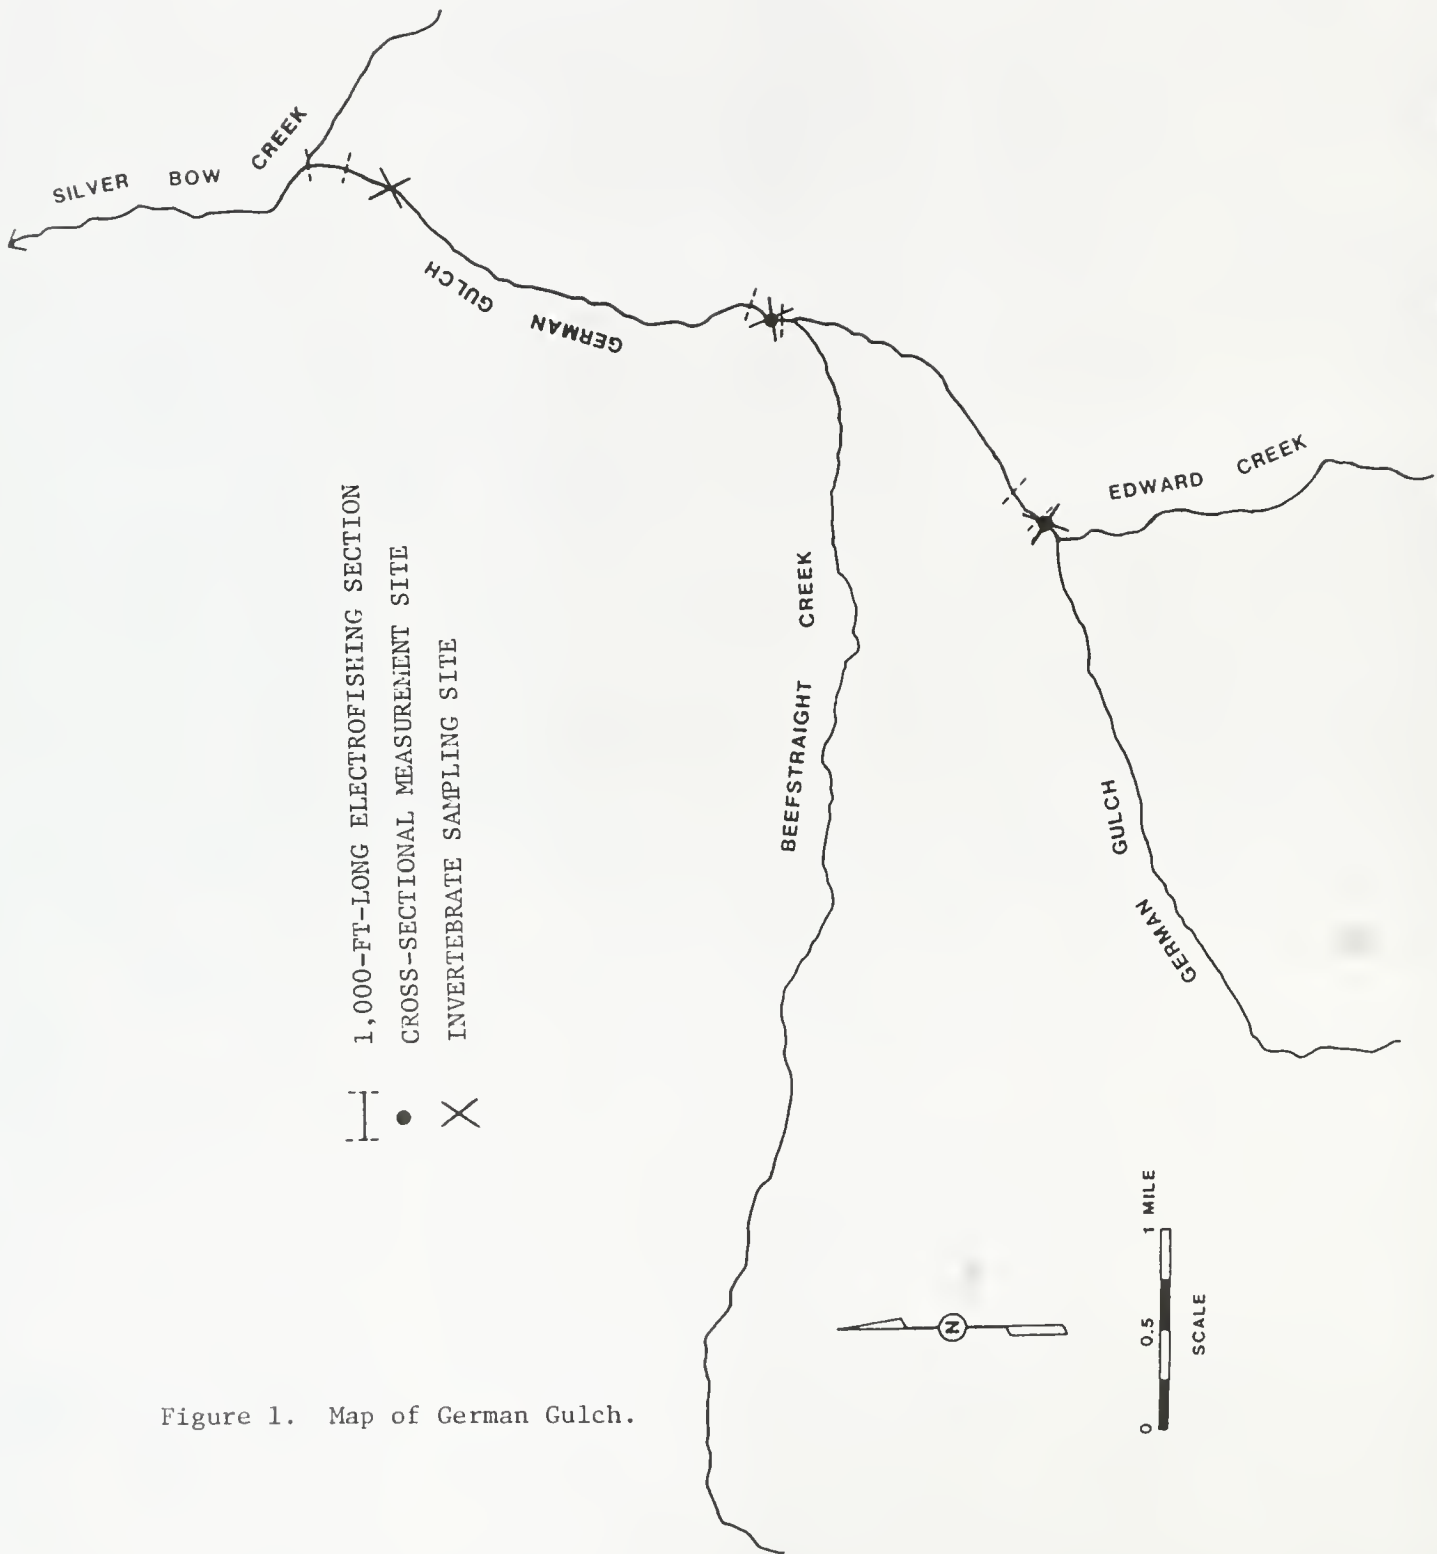 SILVER BOW CREEK
GERMAN GULCH
EDWARD CREEK
BEEFSTRAIGHT CREEK
GERMAN GULCH
1,000-FT-LONG ELECTROFISHING SECTION
CROSS-SECTIONAL MEASUREMENT SITE
INVERTEBRATE SAMPLING SITE
N
0 0.5 1 MILE
SCALE
Figure 1. Map of German Gulch.